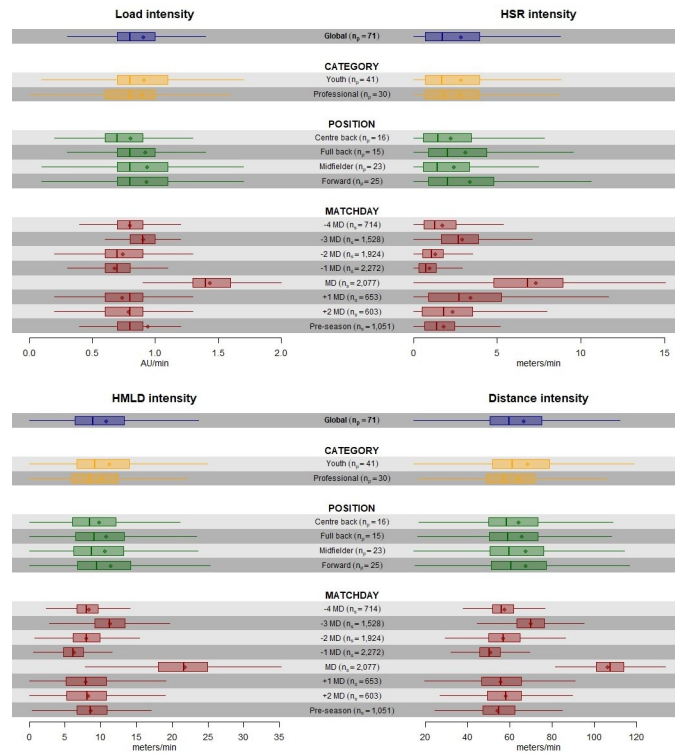 Load intensity
HSR intensity
Global (np = 71)
CATEGORY
Youth (np = 41)
Professional (np = 30)
POSITION
Centre back (np = 16)
Full back (np = 15)
Midfielder (np = 23)
Forward (np = 25)
MATCHDAY
-4 MD (ns = 714)
-3 MD (ns = 1,528)
-2 MD (ns = 1,924)
-1 MD (ns = 2,272)
MD (ns = 2,077)
+1 MD (ns = 653)
+2 MD (ns = 603)
Pre-season (ns = 1,051)
0.0 0.5 1.0 1.5 2.0
AU/min
0 5 10 15
meters/min
HMLD intensity
Distance intensity
Global (np = 71)
CATEGORY
Youth (np = 41)
Professional (np = 30)
POSITION
Centre back (np = 16)
Full back (np = 15)
Midfielder (np = 23)
Forward (np = 25)
MATCHDAY
-4 MD (ns = 714)
-3 MD (ns = 1,528)
-2 MD (ns = 1,924)
-1 MD (ns = 2,272)
MD (ns = 2,077)
+1 MD (ns = 653)
+2 MD (ns = 603)
Pre-season (ns = 1,051)
0 5 10 15 20 25 30 35
meters/min
20 40 60 80 100 120
meters/min